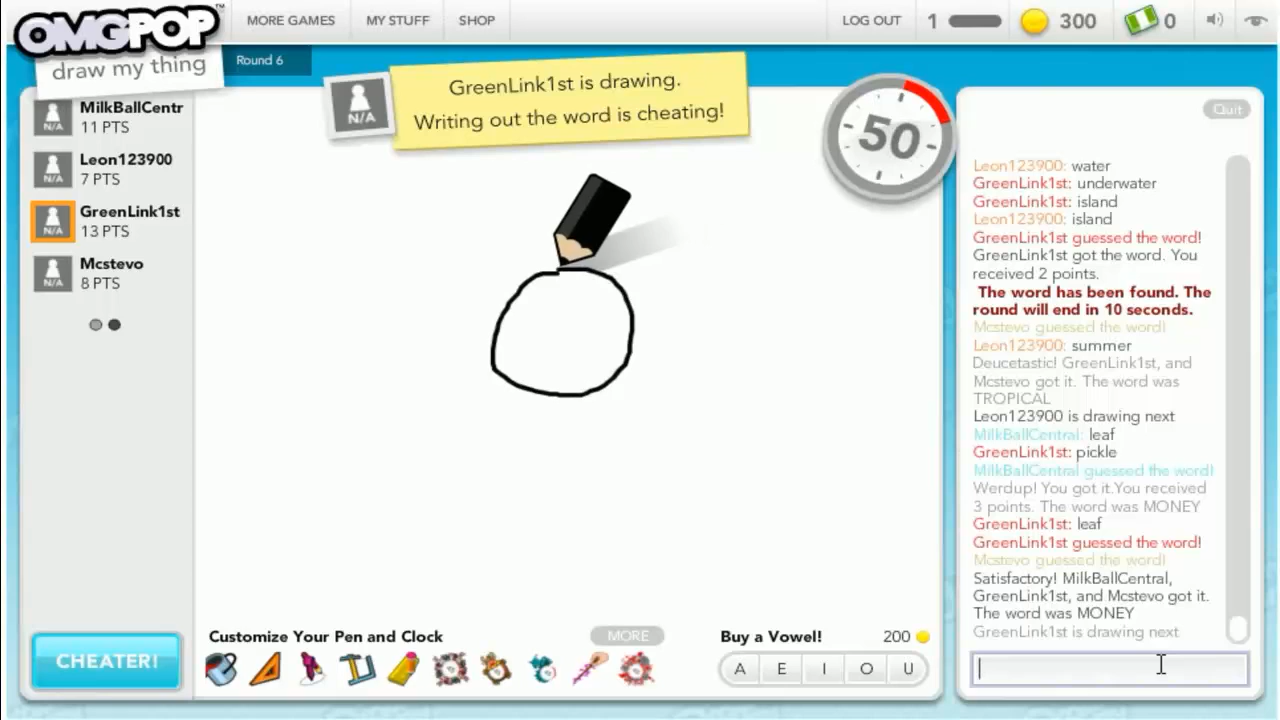 OMGPOP™
draw my thing
MORE GAMES
MY STUFF
SHOP
LOG OUT
1
300
0
Round 6
MilkBallCentr
11 PTS
Leon123900
7 PTS
GreenLink1st
13 PTS
Mcstevo
8 PTS
N/A
N/A
N/A
N/A
N/A
GreenLink1st is drawing.
Writing out the word is cheating!
50
Quit
Leon123900: water
GreenLink1st: underwater
GreenLink1st: island
Leon123900: island
GreenLink1st guessed the word!
GreenLink1st got the word. You
received 2 points.
The word has been found. The
round will end in 10 seconds.
Mcstevo guessed the word!
Leon123900: summer
Deucetastic! GreenLink1st, and
Mcstevo got it. The word was
TROPICAL
Leon123900 is drawing next
MilkBallCentral: leaf
GreenLink1st: pickle
MilkBallCentral guessed the word!
Werdup! You got it.You received
3 points. The word was MONEY
GreenLink1st: leaf
GreenLink1st guessed the word!
Mcstevo guessed the word!
Satisfactory! MilkBallCentral,
GreenLink1st, and Mcstevo got it.
The word was MONEY
GreenLink1st is drawing next
CHEATER!
Customize Your Pen and Clock
MORE
Buy a Vowel!
200
A E I O U